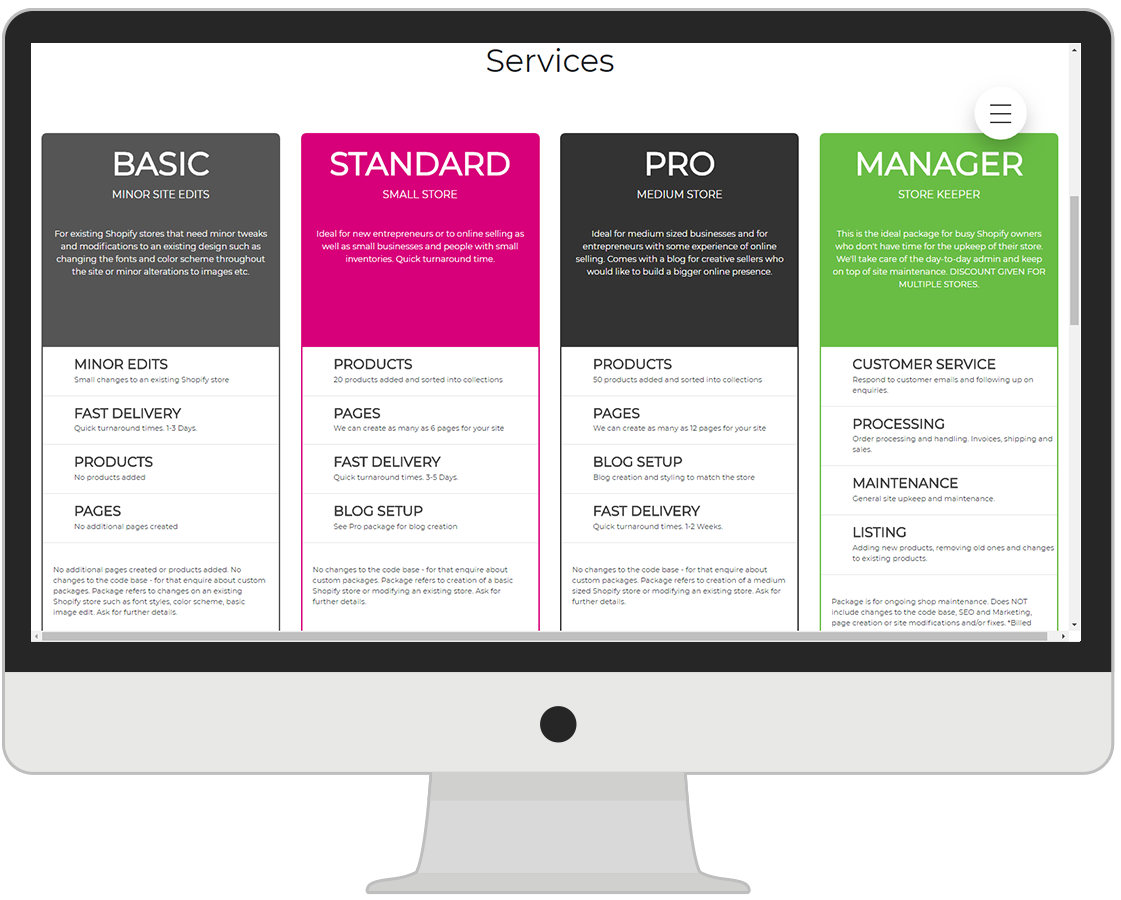 Services
BASIC
MINOR SITE EDITS
For existing Shopify stores that need minor tweaks
and modifications to an existing design such as
changing the fonts and color scheme throughout
the site or minor alterations to images etc.
MINOR EDITS
Small changes to an existing Shopify store
FAST DELIVERY
Quick turnaround times. 1-3 Days.
PRODUCTS
No products added
PAGES
No additional pages created
No additional pages created or products added. No
changes to the code base - for that enquire about custom
packages. Package refers to changes on an existing
Shopify store such as font styles, color scheme, basic
image edit. Ask for further details.
STANDARD
SMALL STORE
Ideal for new entrepreneurs or to online selling as
well as small businesses and people with small
inventories. Quick turnaround time.
PRODUCTS
20 products added and sorted into collections
PAGES
We can create as many as 6 pages for your site
FAST DELIVERY
Quick turnaround times. 3-5 Days.
BLOG SETUP
See Pro package for blog creation
No changes to the code base - for that enquire about
custom packages. Package refers to creation of a basic
Shopify store or modifying an existing store. Ask for
further details.
PRO
MEDIUM STORE
Ideal for medium sized businesses and for
entrepreneurs with some experience of online
selling. Comes with a blog for creative sellers who
would like to build a bigger online presence.
PRODUCTS
50 products added and sorted into collections
PAGES
We can create as many as 12 pages for your site
BLOG SETUP
Blog creation and styling to match the store
FAST DELIVERY
Quick turnaround times. 1-2 Weeks.
No changes to the code base - for that enquire about
custom packages. Package refers to creation of a medium
sized Shopify store or modifying an existing store. Ask for
further details.
MANAGER
STORE KEEPER
This is the ideal package for busy Shopify owners
who don't have time for the upkeep of their store.
We'll take care of the day-to-day admin and keep
on top of site maintenance. DISCOUNT GIVEN FOR
MULTIPLE STORES.
CUSTOMER SERVICE
Respond to customer emails and following up on
enquiries.
PROCESSING
Order processing and handling. Invoices, shipping and
sales.
MAINTENANCE
General site upkeep and maintenance.
LISTING
Adding new products, removing old ones and changes
to existing products.
Package is for ongoing shop maintenance. Does NOT
include changes to the code base, SEO and Marketing,
page creation or site modifications and/or fixes. *Billed